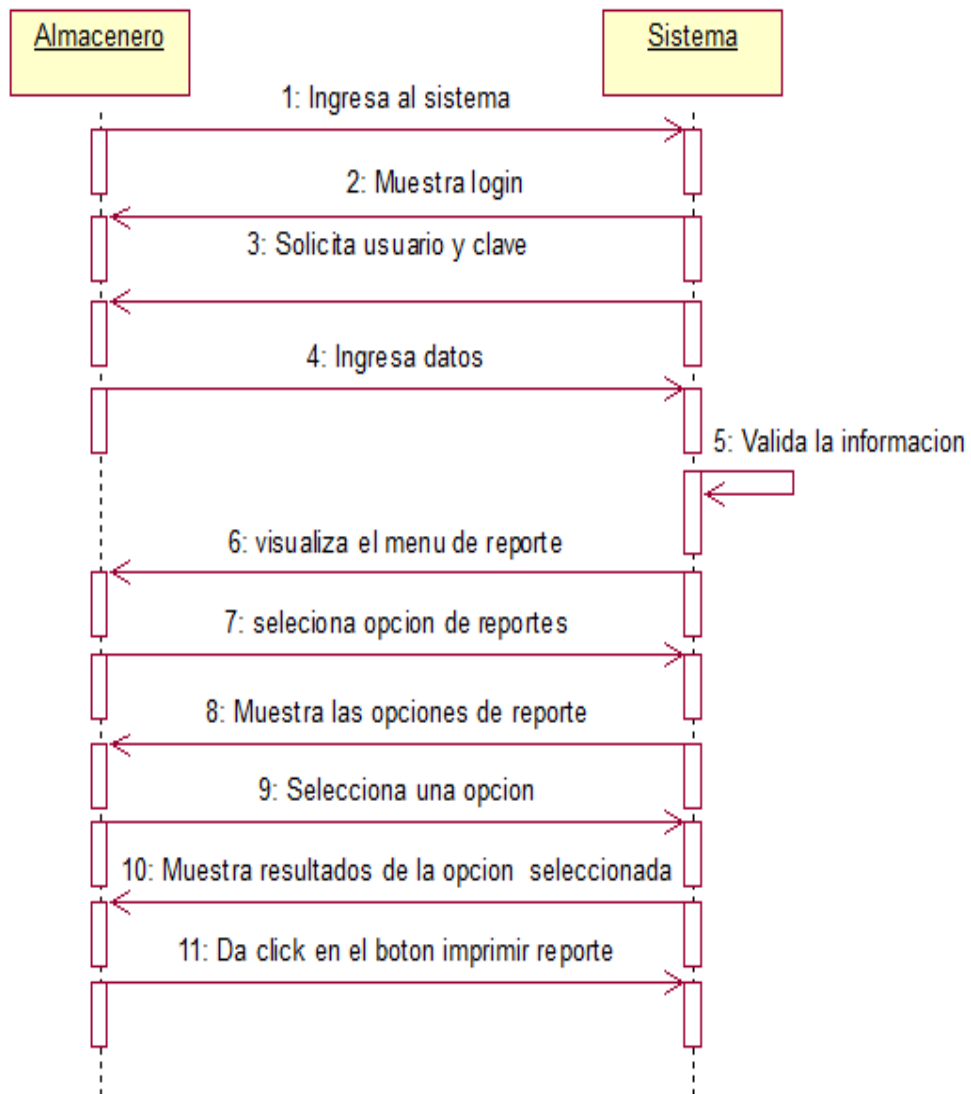 Almacenero
Sistema
1: Ingresa al sistema
2: Muestra login
3: Solicita usuario y clave
4: Ingresa datos
5: Valida la informacion
6: visualiza el menu de reporte
7: seleciona opcion de reportes
8: Muestra las opciones de reporte
9: Selecciona una opcion
10: Muestra resultados de la opcion seleccionada
11: Da click en el boton imprimir reporte